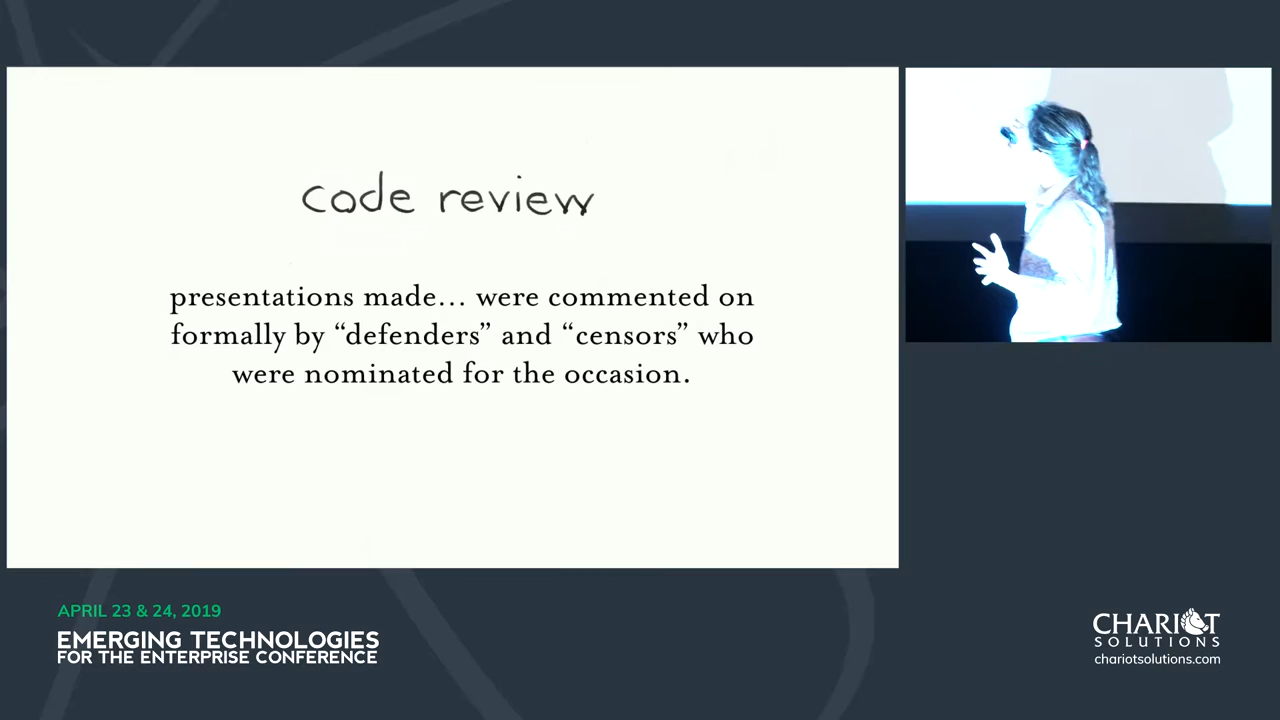 code review
presentations made… were commented on
formally by “defenders” and “censors” who
were nominated for the occasion.
APRIL 23 & 24, 2019
EMERGING TECHNOLOGIES
FOR THE ENTERPRISE CONFERENCE
CHARIOT
SOLUTIONS
chariotsolutions.com